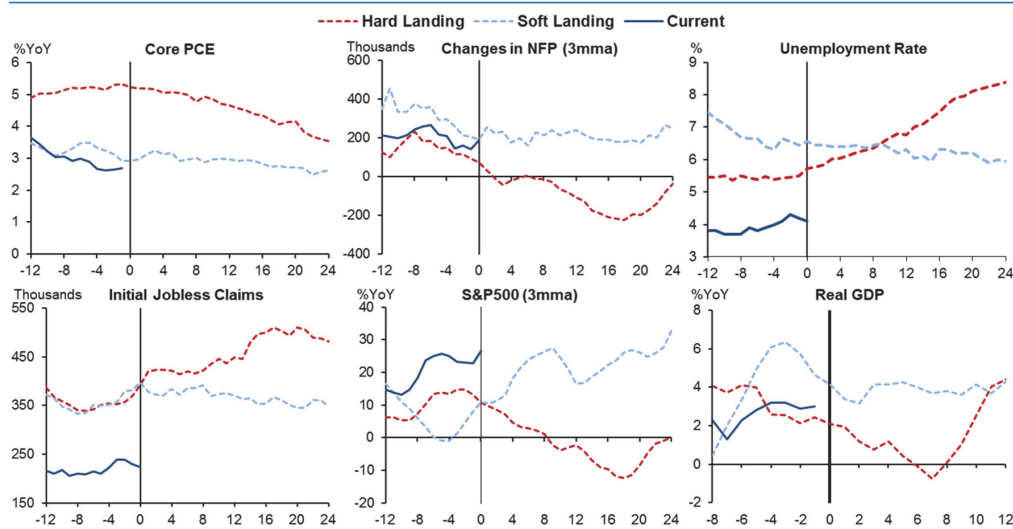 Hard Landing Soft Landing Current
%YoY Core PCE
6
5
4
3
2
1
0
-12 -8 -4 0 4 8 12 16 20 24
Thousands Changes in NFP (3mma)
600
400
200
0
-200
-400
-12 -8 -4 0 4 8 12 16 20 24
% Unemployment Rate
9
8
7
6
5
4
3
-12 -8 -4 0 4 8 12 16 20 24
Thousands Initial Jobless Claims
550
450
350
250
150
-12 -8 -4 0 4 8 12 16 20 24
%YoY S&P500 (3mma)
40
30
20
10
0
-10
-20
-12 -8 -4 0 4 8 12 16 20 24
%YoY Real GDP
8
6
4
2
0
-2
-8 -6 -4 -2 0 2 4 6 8 10 12